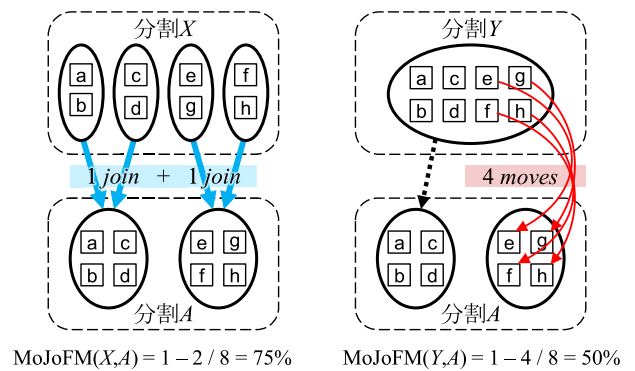 分割X
a c e f
b d g h
1 join + 1 join
a c e g
b d f h
分割A
MoJoFM(X,A) = 1 – 2 / 8 = 75%
分割Y
a c e g
b d f h
4 moves
a c e g
b d f h
分割A
MoJoFM(Y,A) = 1 – 4 / 8 = 50%